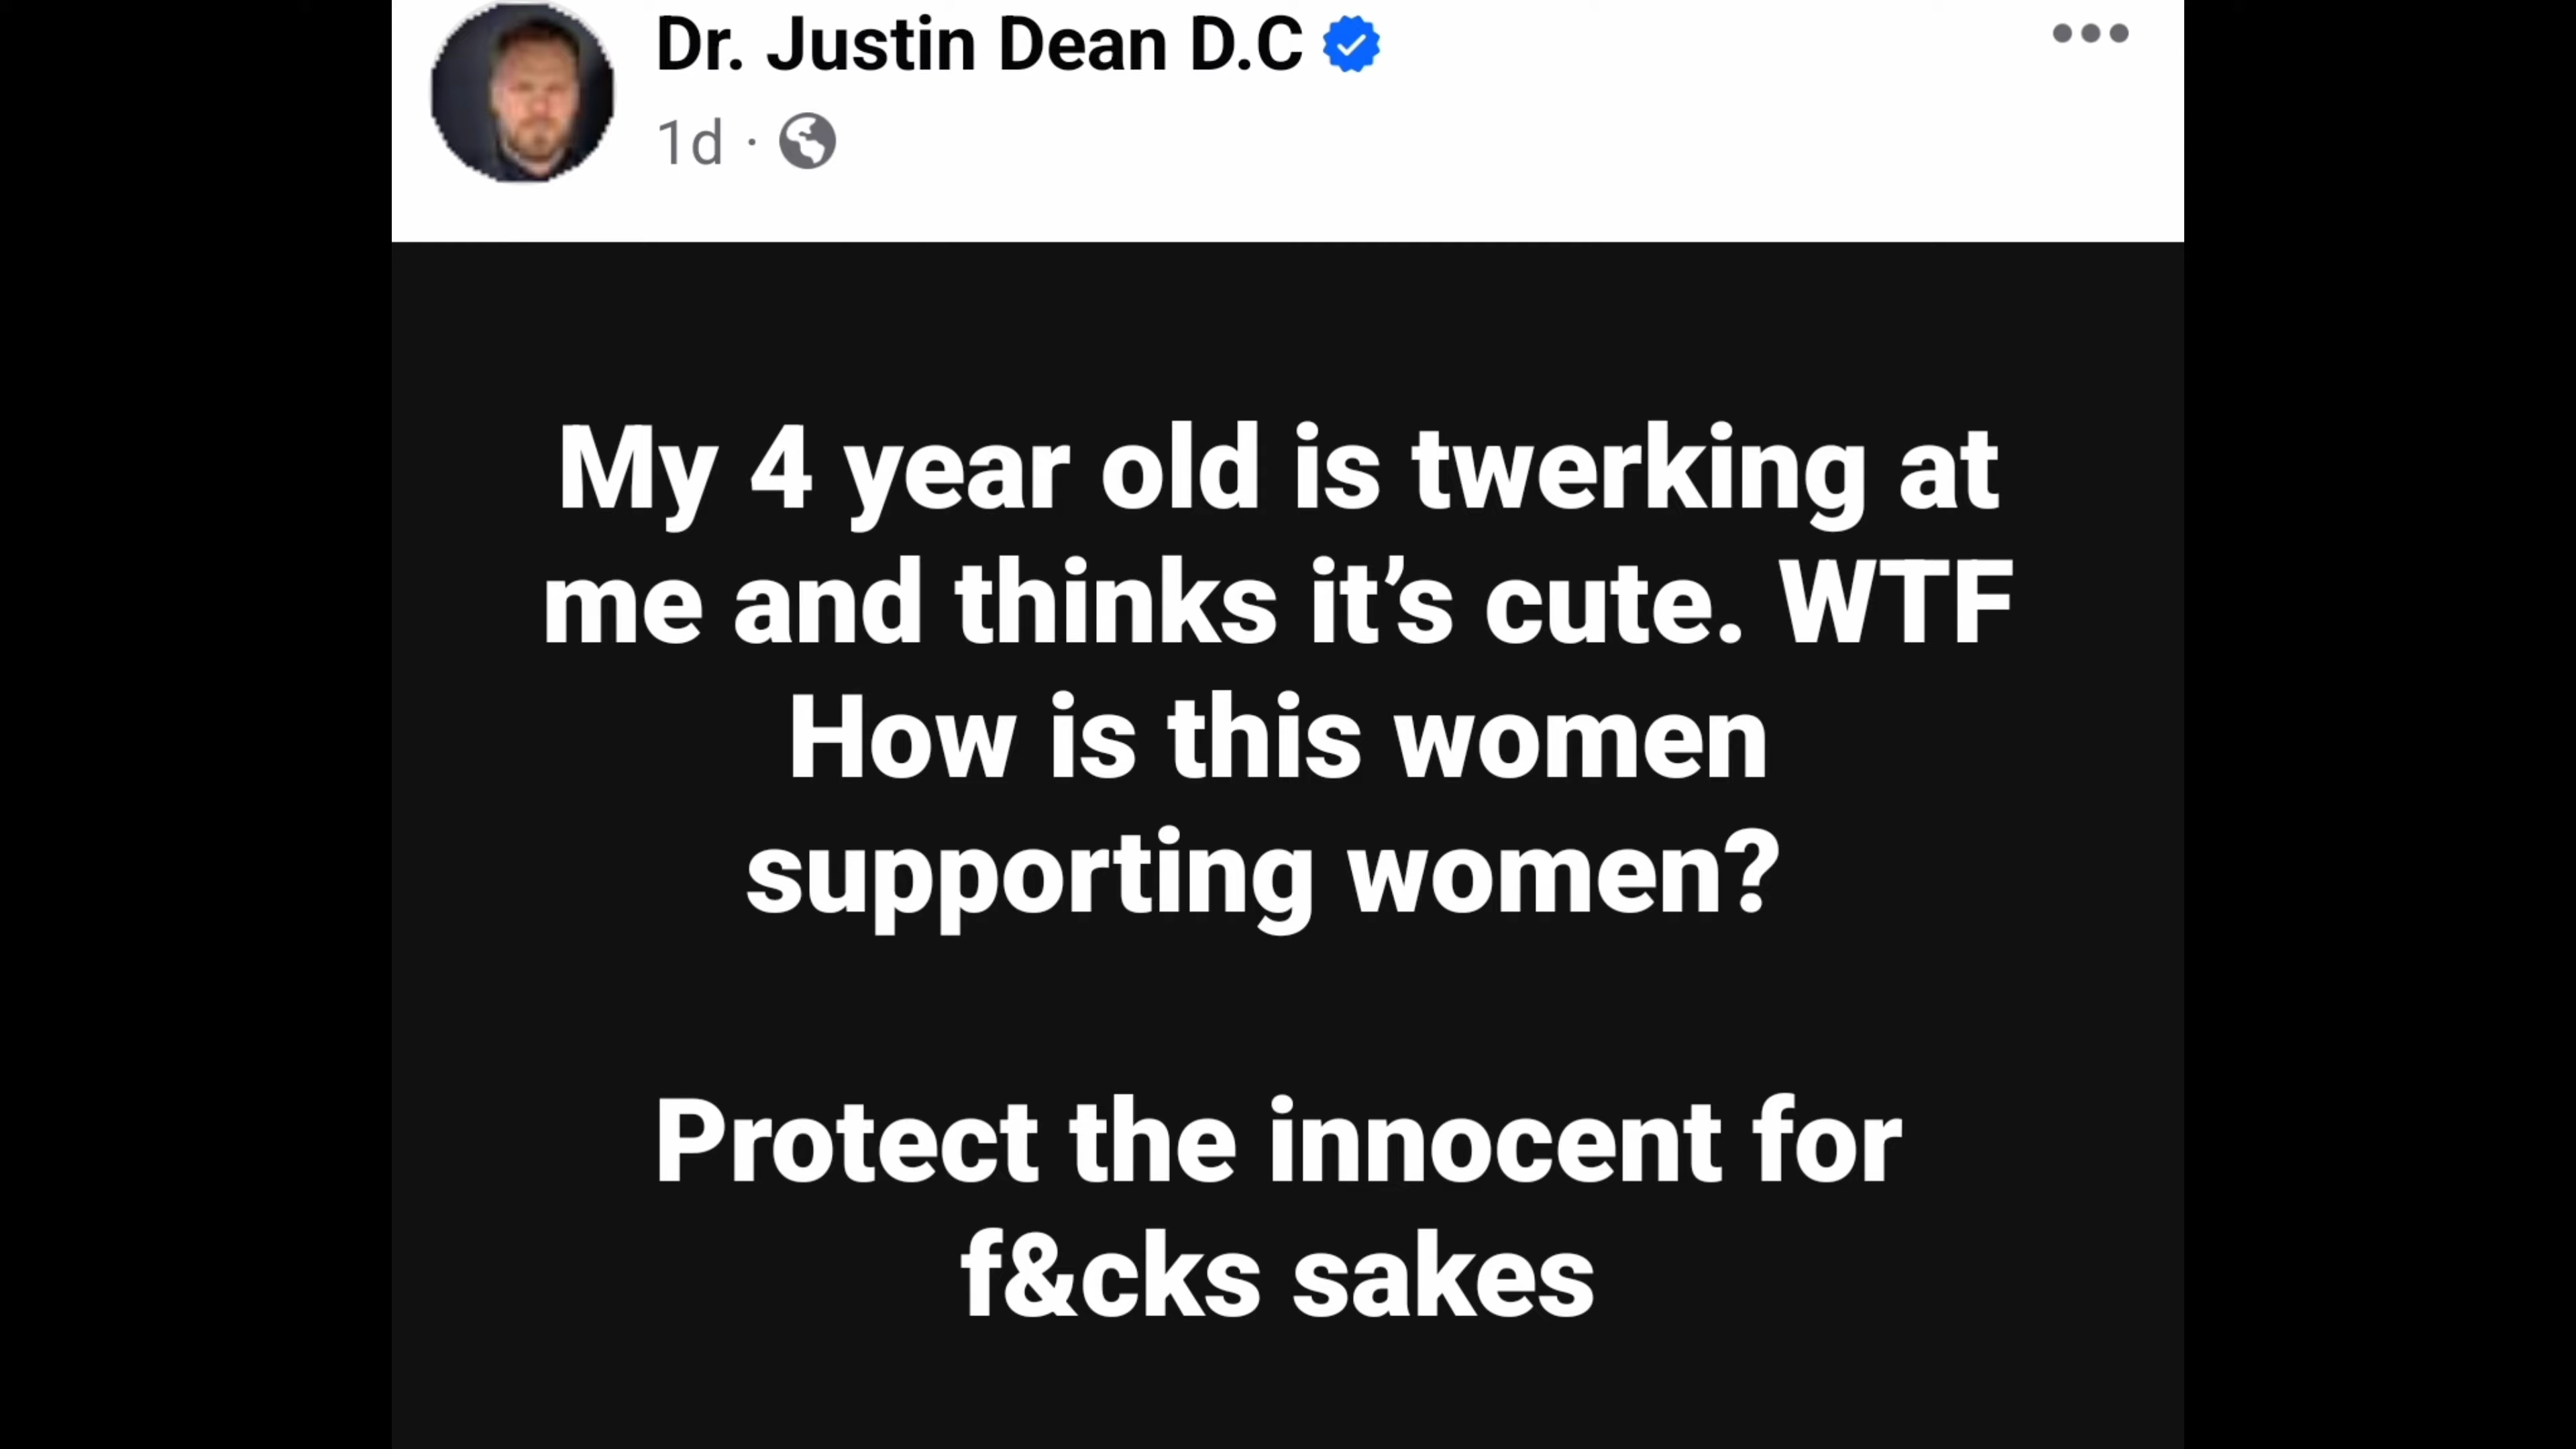 Dr. Justin Dean D.C
1d ·
My 4 year old is twerking at
me and thinks it’s cute. WTF
How is this women
supporting women?
Protect the innocent for
f&cks sakes